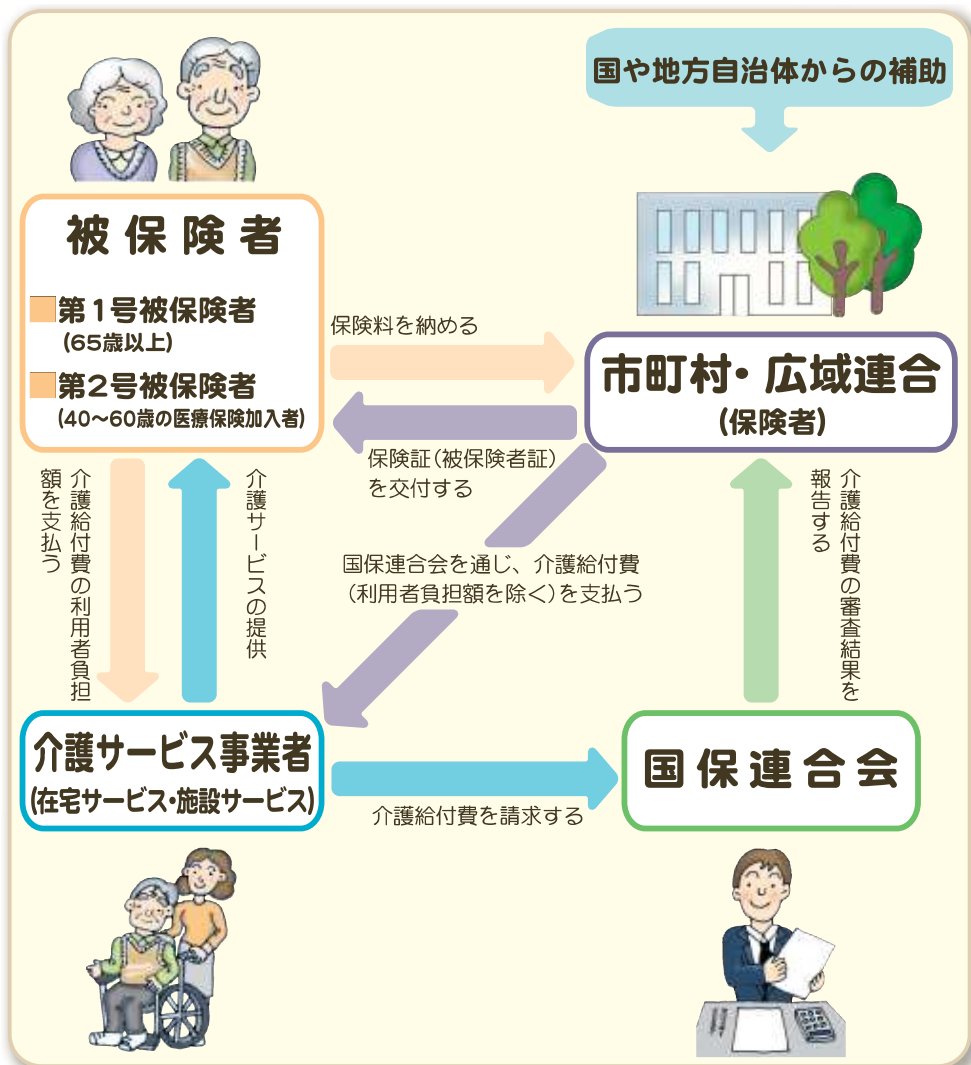 国や地方自治体からの補助
被保険者
■第1号被保険者
(65歳以上)
■第2号被保険者
(40～60歳の医療保険加入者)
保険料を納める
市町村・広域連合
(保険者)
保険証(被保険者証)
を交付する
介護給付費の利用者負担
額を支払う
介護サービスの提供
国保連合会を通じ、介護給付費
(利用者負担額を除く)を支払う
介護給付費の審査結果を
報告する
介護サービス事業者
(在宅サービス・施設サービス)
介護給付費を請求する
国保連合会